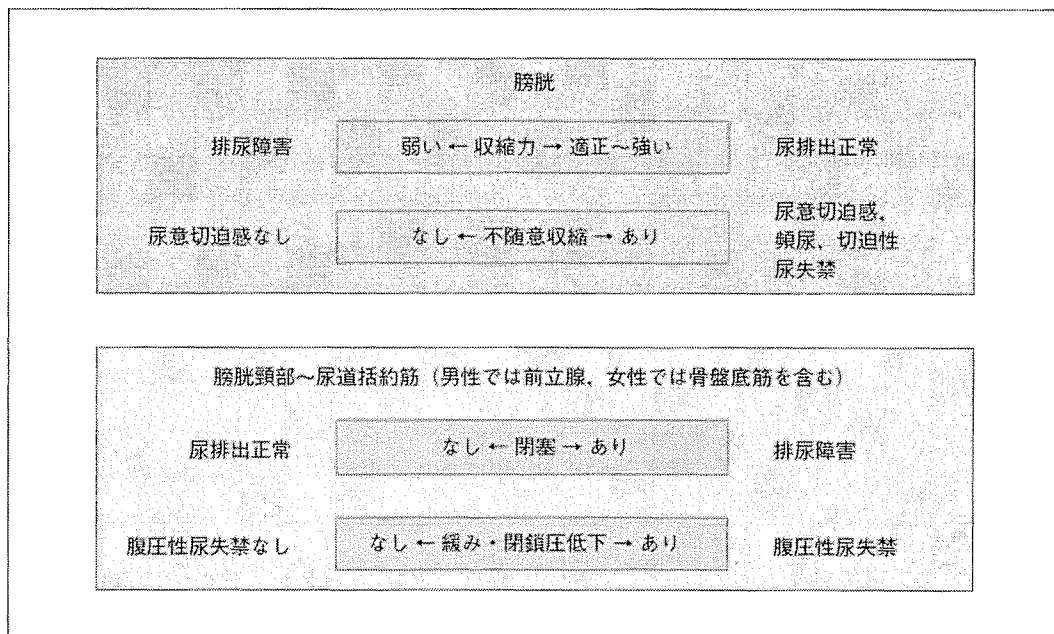 膀胱
排尿障害 弱い ← 収縮力 → 適正～強い 尿排出正常
尿意切迫感なし なし ← 不随意収縮 → あり 尿意切迫感,
頻尿、切迫性
尿失禁
膀胱頸部～尿道括約筋（男性では前立腺，女性では骨盤底筋を含む）
尿排出正常 なし ← 閉塞 → あり 排尿障害
腹圧性尿失禁なし なし ← 緩み・閉鎖圧低下 → あり 腹圧性尿失禁